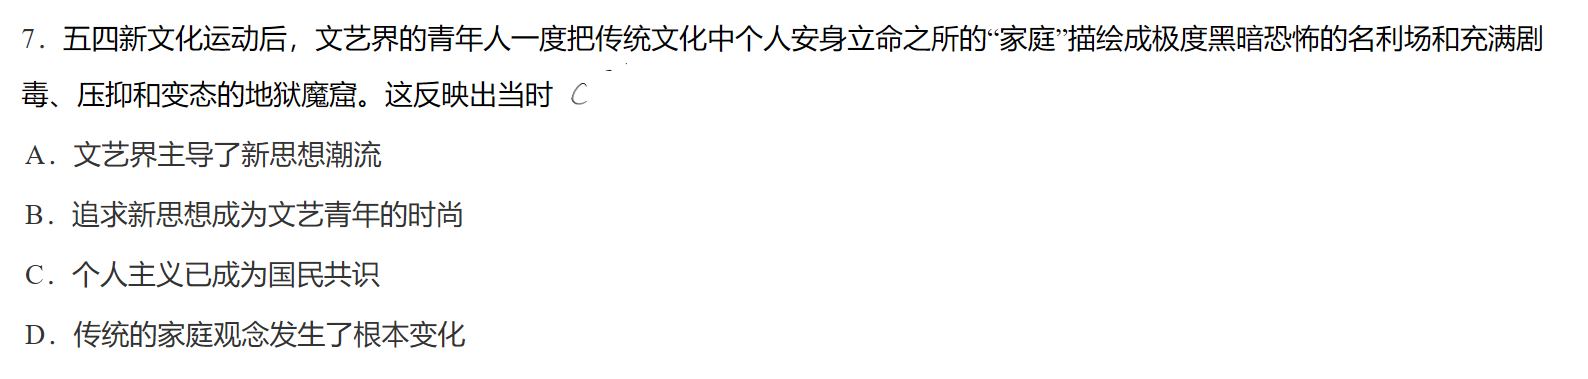 7．五四新文化运动后，文艺界的青年人一度把传统文化中个人安身立命之所的“家庭”描绘成极度黑暗恐怖的名利场和充满剧
毒、压抑和变态的地狱魔窟。这反映出当时 C
A．文艺界主导了新思想潮流
B．追求新思想成为文艺青年的时尚
C．个人主义已成为国民共识
D．传统的家庭观念发生了根本变化